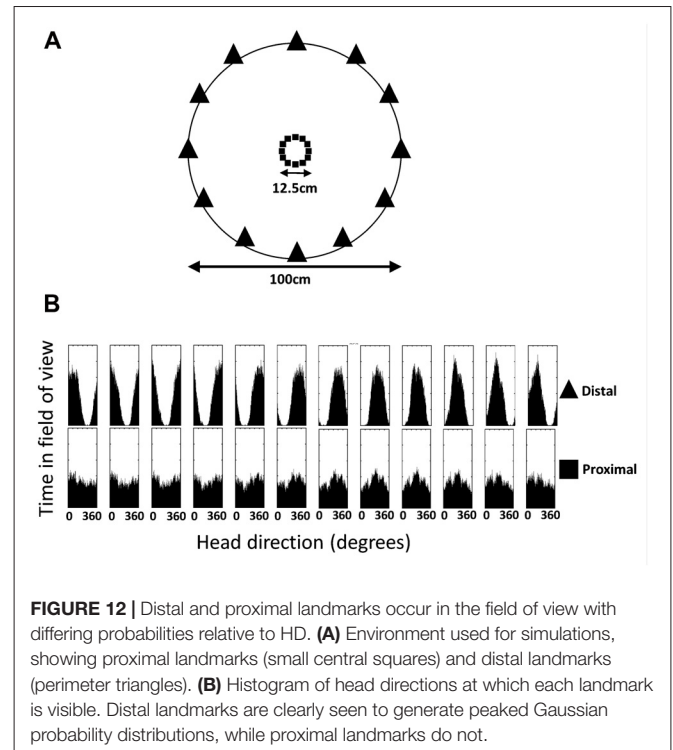 A
12.5cm
100cm
B
Time in field of view
Distal
Proximal
0 360 0 360 0 360 0 360 0 360 0 360 0 360 0 360 0 360 0 360 0 360 0 360
Head direction (degrees)
FIGURE 12 | Distal and proximal landmarks occur in the field of view with
differing probabilities relative to HD. (A) Environment used for simulations,
showing proximal landmarks (small central squares) and distal landmarks
(perimeter triangles). (B) Histogram of head directions at which each landmark
is visible. Distal landmarks are clearly seen to generate peaked Gaussian
probability distributions, while proximal landmarks do not.